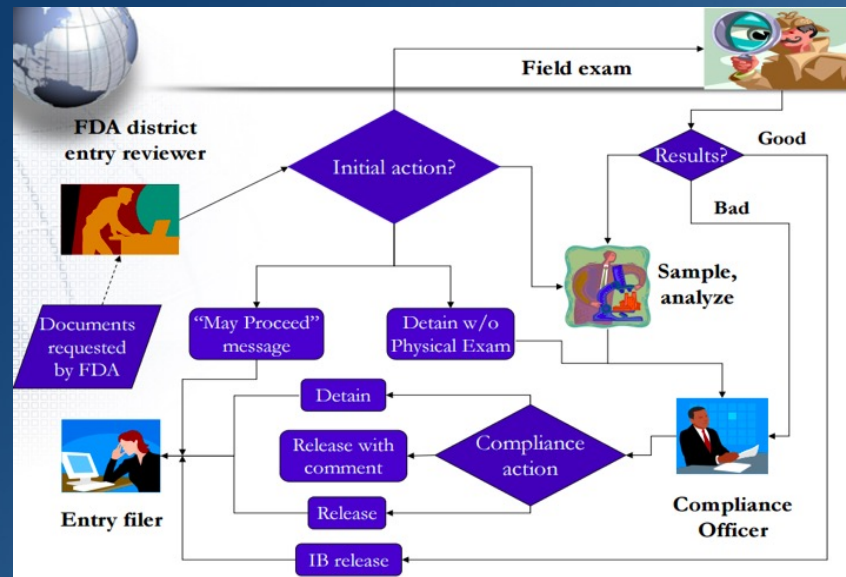 Field exam
FDA district
entry reviewer
Initial action?
Results?
Good
Bad
Sample,
analyze
Documents
requested
by FDA
“May Proceed”
message
Detain w/o
Physical Exam
Detain
Release with
comment
Release
IB release
Compliance
action
Compliance
Officer
Entry filer